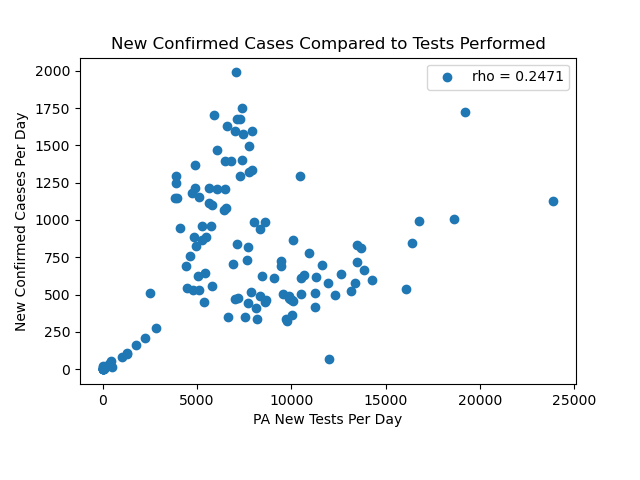 New Confirmed Cases Compared to Tests Performed
rho = 0.2471
New Confirmed Caeses Per Day
2000
1750
1500
1250
1000
750
500
250
0
0 5000 10000 15000 20000 25000
PA New Tests Per Day